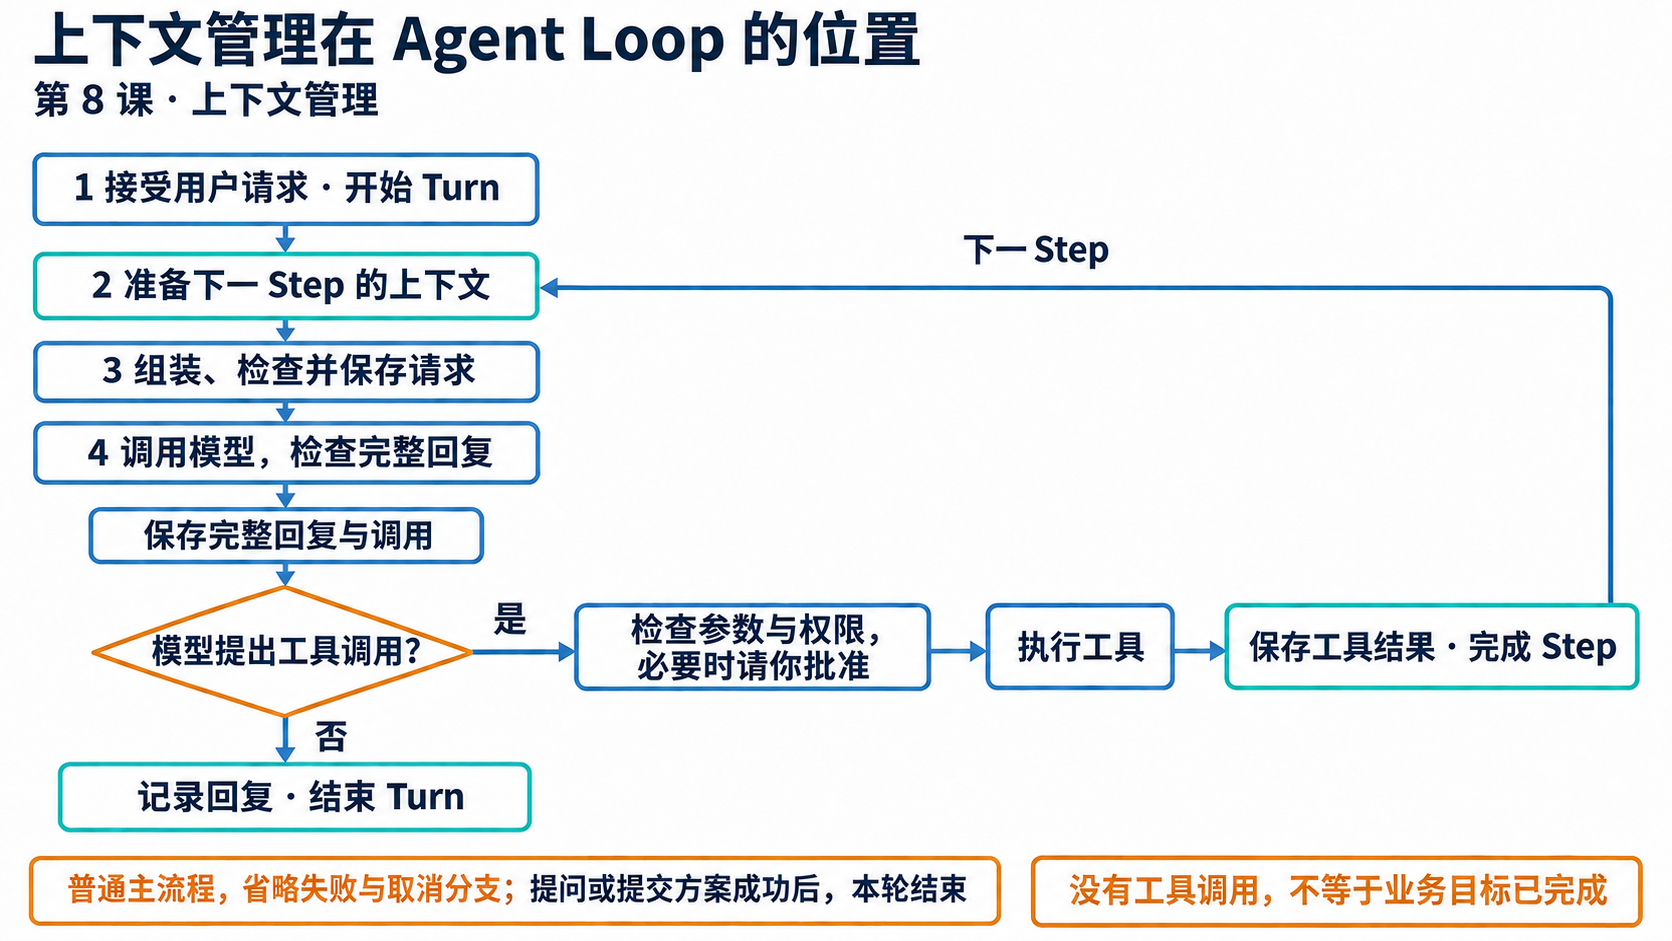 上下文管理在 Agent Loop 的位置
第 8 课 · 上下文管理
1 接受用户请求 · 开始 Turn
下一 Step
2 准备下一 Step 的上下文
3 组装、检查并保存请求
4 调用模型，检查完整回复
保存完整回复与调用
模型提出工具调用？
是
检查参数与权限，
必要时请你批准
执行工具
保存工具结果 · 完成 Step
否
记录回复 · 结束 Turn
普通主流程，省略失败与取消分支；提问或提交方案成功后，本轮结束
没有工具调用，不等于业务目标已完成